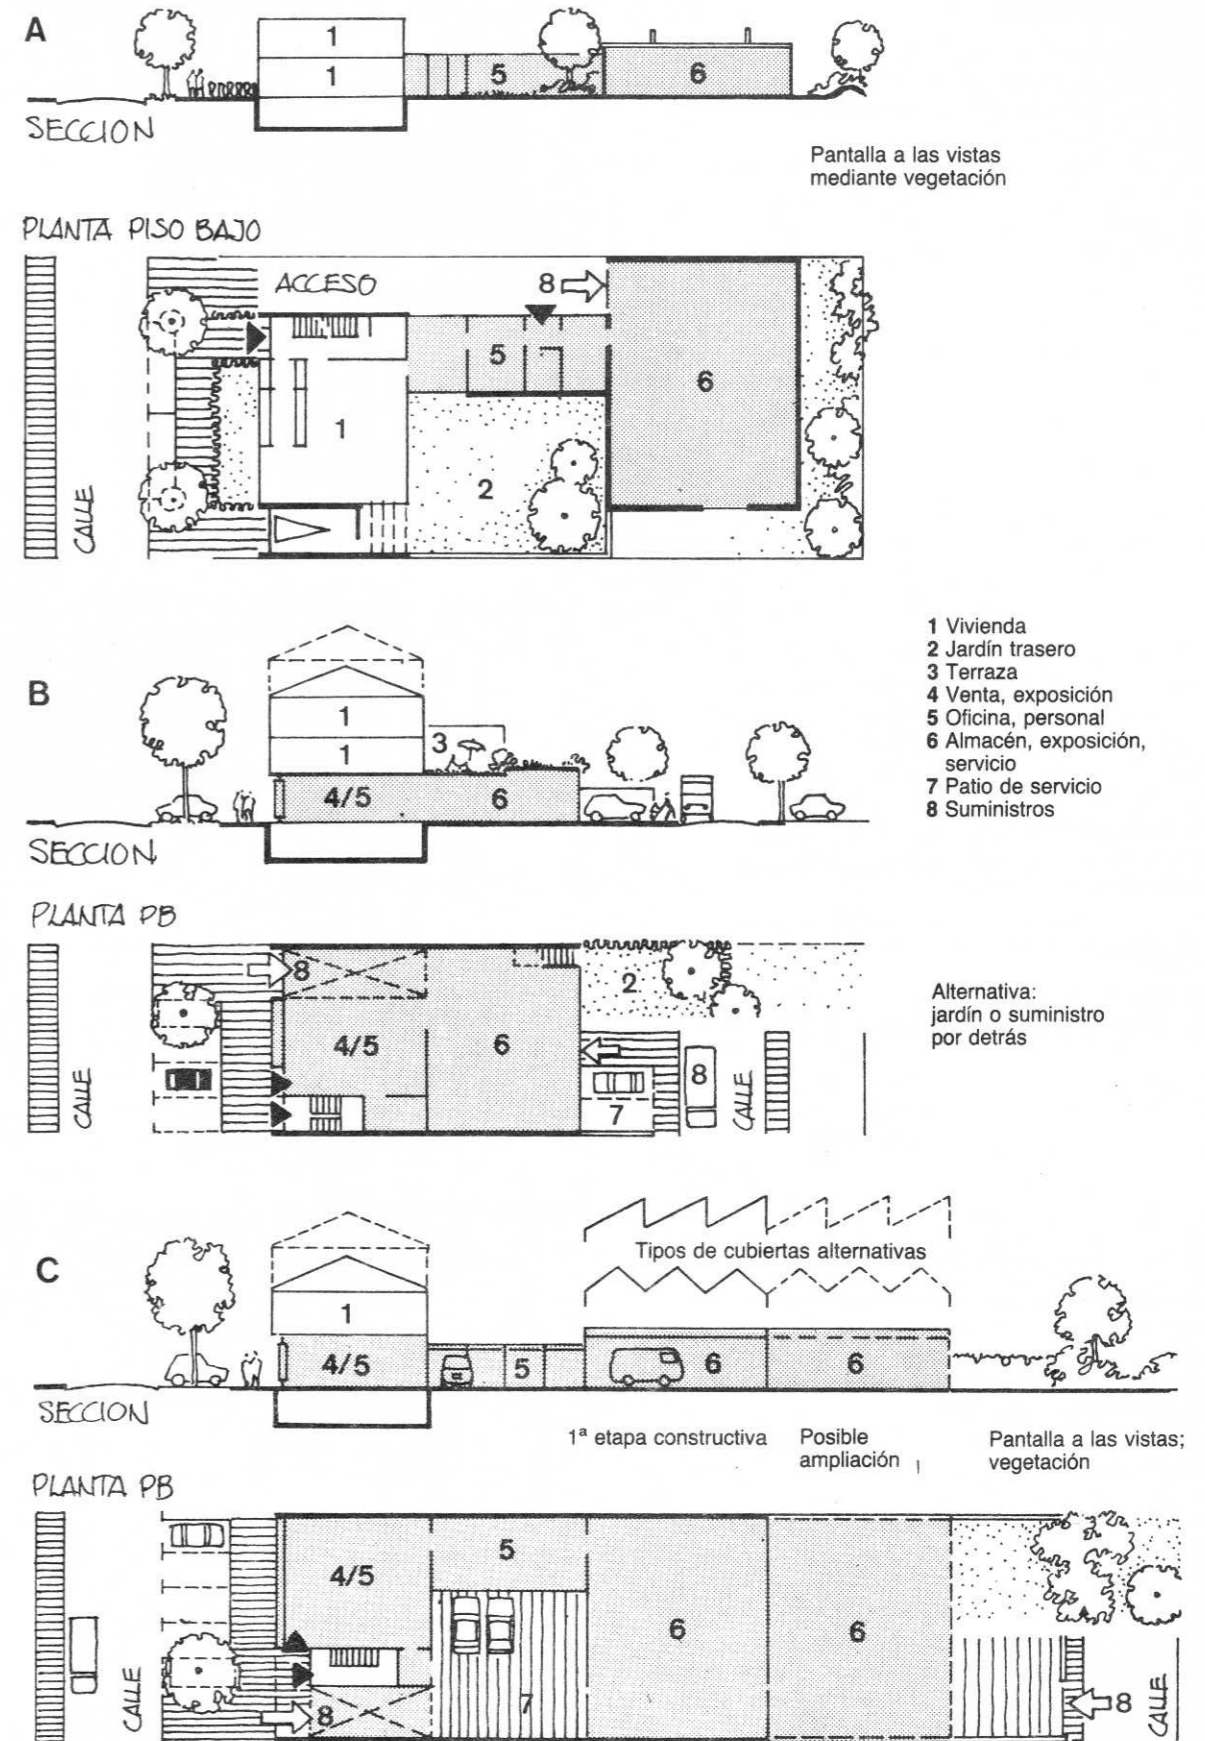 A
1
1
5
6
SECCION
Pantalla a las vistas
mediante vegetación
PLANTA PISO BAJO
ACCESO
8
5
6
1
2
CALLE
1 Vivienda
2 Jardín trasero
3 Terraza
4 Venta, exposición
5 Oficina, personal
6 Almacén, exposición,
servicio
7 Patio de servicio
8 Suministros
B
1
1
3
4/5
6
SECCION
PLANTA PB
8
2
4/5
6
8
7
CALLE
CALLE
Alternativa:
jardín o suministro
por detrás
Tipos de cubiertas alternativas
C
1
4/5
5
6
6
SECCION
1ª etapa constructiva
Posible
ampliación
Pantalla a las vistas;
vegetación
PLANTA PB
5
4/5
6
6
7
8
8
CALLE
CALLE